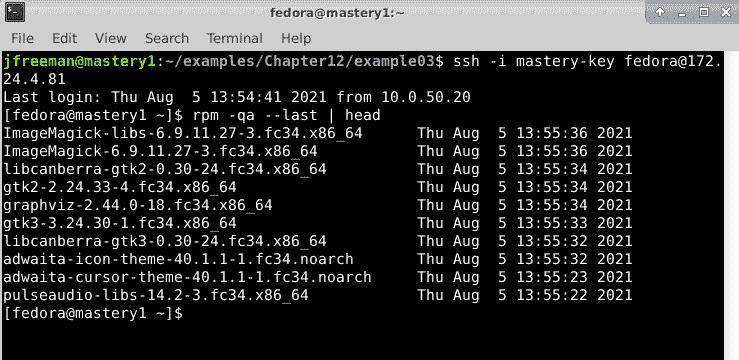 fedora@mastery1:~
File Edit View Search Terminal Help
jfreeman@mastery1:~/examples/Chapter12/example03$ ssh -i mastery-key fedora@172.
24.4.81
Last login: Thu Aug  5 13:54:41 2021 from 10.0.50.20
[fedora@mastery1 ~]$ rpm -qa --last | head
ImageMagick-libs-6.9.11.27-3.fc34.x86_64      Thu Aug  5 13:55:36 2021
ImageMagick-6.9.11.27-3.fc34.x86_64           Thu Aug  5 13:55:36 2021
libcanberra-gtk2-0.30-24.fc34.x86_64          Thu Aug  5 13:55:34 2021
gtk2-2.24.33-4.fc34.x86_64                    Thu Aug  5 13:55:34 2021
graphviz-2.44.0-18.fc34.x86_64                Thu Aug  5 13:55:34 2021
gtk3-3.24.30-1.fc34.x86_64                    Thu Aug  5 13:55:33 2021
libcanberra-gtk3-0.30-24.fc34.x86_64          Thu Aug  5 13:55:32 2021
adwaita-icon-theme-40.1.1-1.fc34.noarch       Thu Aug  5 13:55:32 2021
adwaita-cursor-theme-40.1.1-1.fc34.noarch     Thu Aug  5 13:55:23 2021
pulseaudio-libs-14.2-3.fc34.x86_64            Thu Aug  5 13:55:22 2021
[fedora@mastery1 ~]$